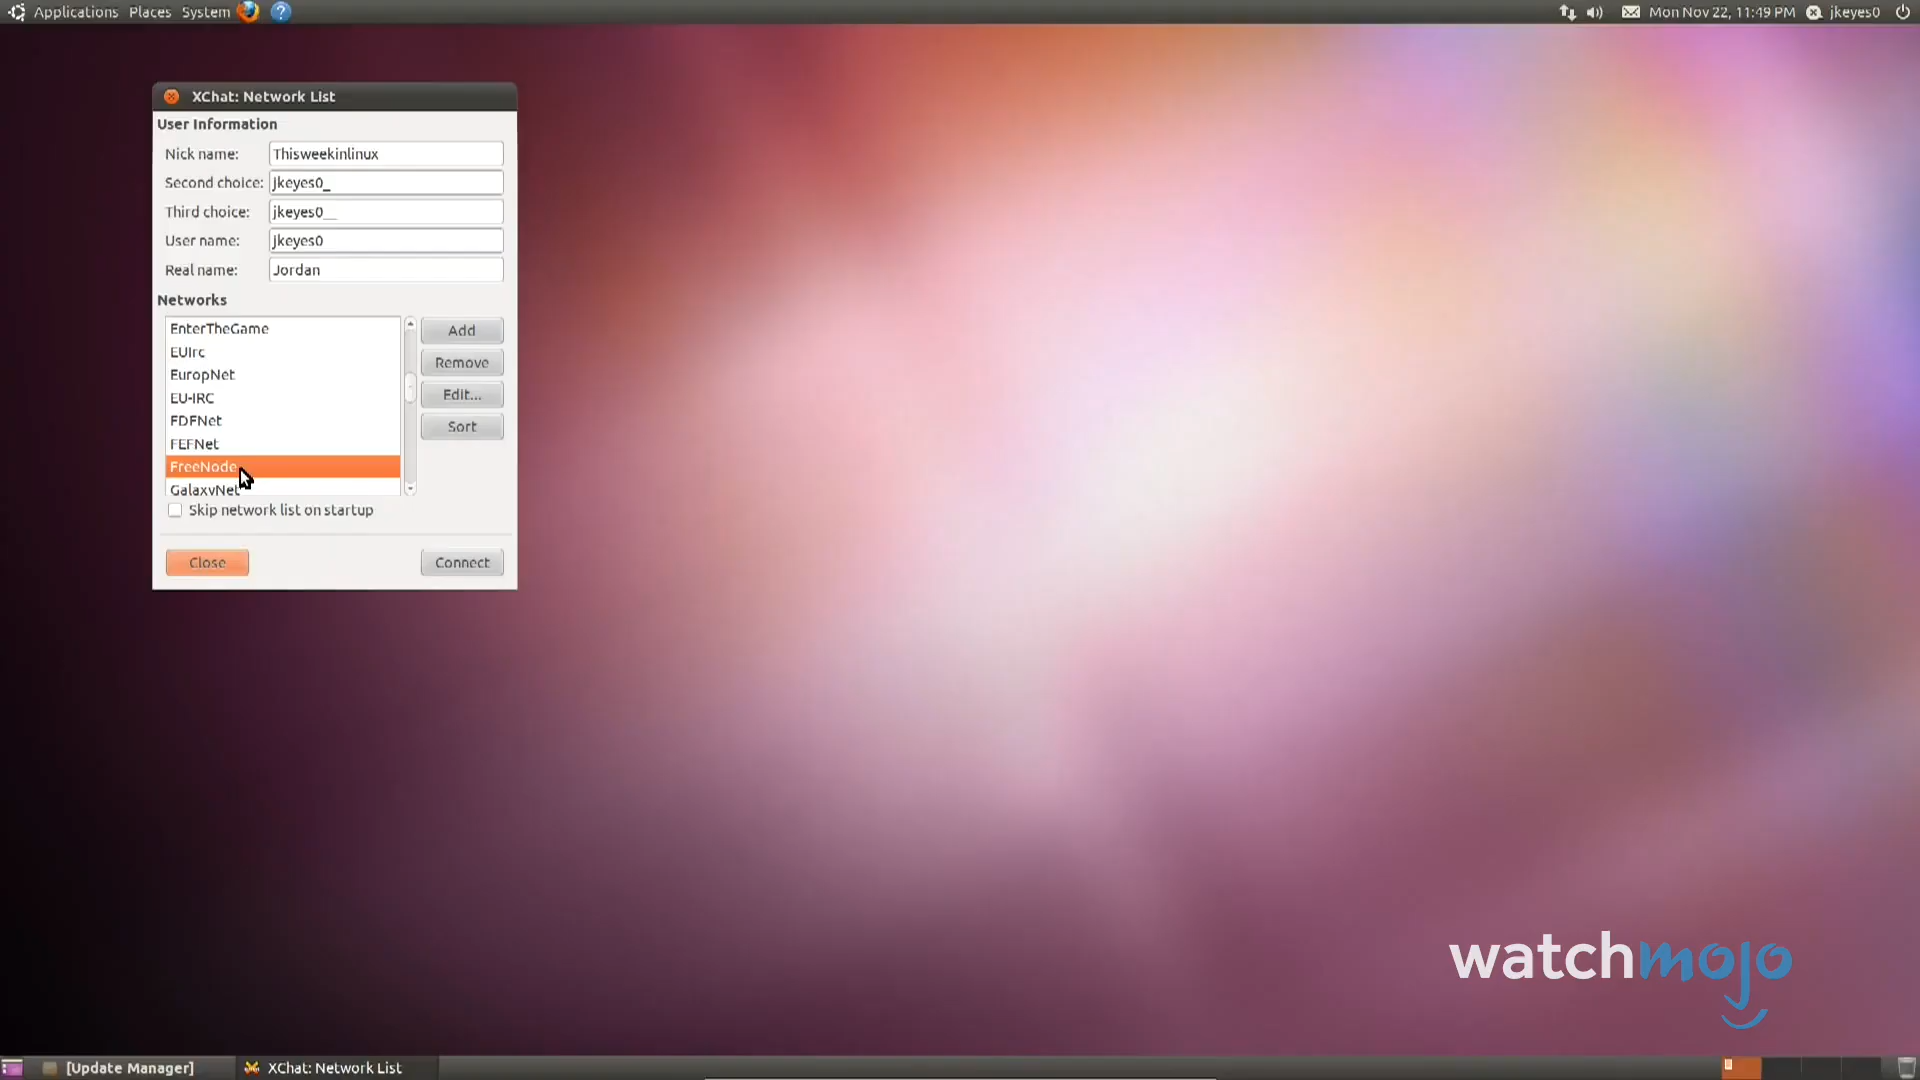 Applications Places System Mon Nov 22, 11:49 PM jkeyes0
XChat: Network List
User Information
Nick name: Thisweekinlinux
Second choice: jkeyes0_
Third choice: jkeyes0__
User name: jkeyes0
Real name: Jordan
Networks
EnterTheGame
EUIrc
EuropNet
EU-IRC
FDFNet
FEFNet
FreeNode
GalaxyNet
Add
Remove
Edit...
Sort
Skip network list on startup
Close Connect
watchmojo
[Update Manager] XChat: Network List